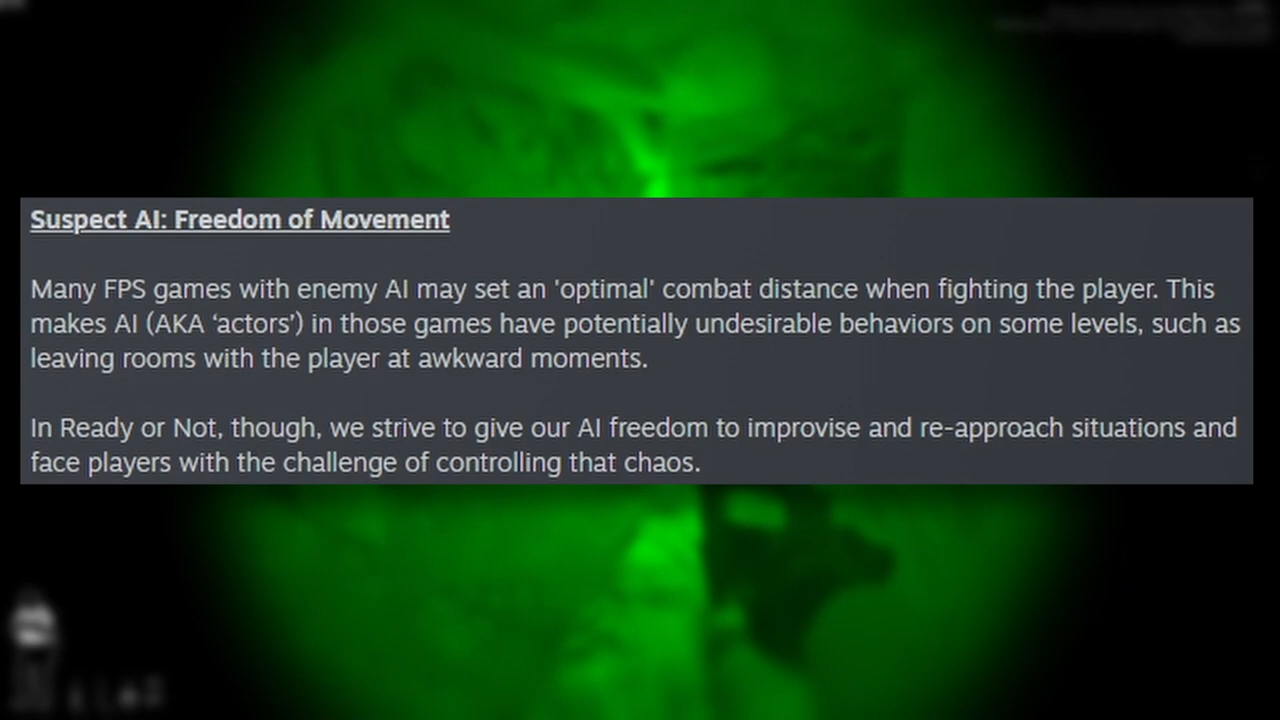 Suspect AI: Freedom of Movement
Many FPS games with enemy AI may set an 'optimal' combat distance when fighting the player. This
makes AI (AKA ‘actors’) in those games have potentially undesirable behaviors on some levels, such as
leaving rooms with the player at awkward moments.
In Ready or Not, though, we strive to give our AI freedom to improvise and re-approach situations and
face players with the challenge of controlling that chaos.